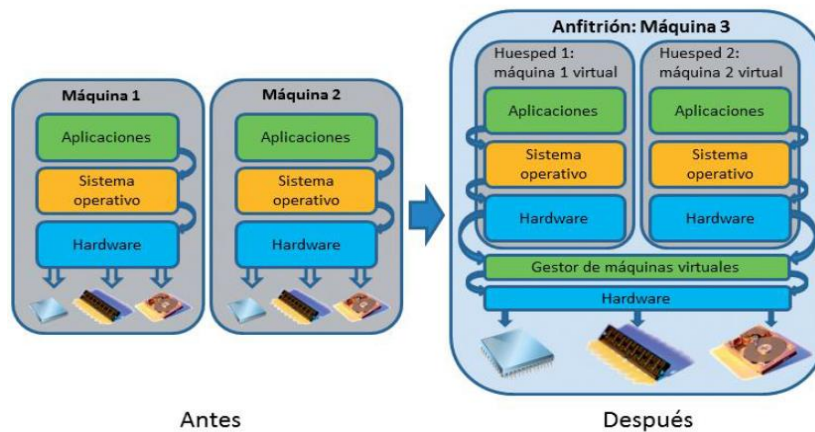 Máquina 1
Aplicaciones
Sistema
operativo
Hardware
Máquina 2
Aplicaciones
Sistema
operativo
Hardware
Anfitrión: Máquina 3
Huesped 1:
máquina 1 virtual
Aplicaciones
Sistema
operativo
Hardware
Huesped 2:
máquina 2 virtual
Aplicaciones
Sistema
operativo
Hardware
Gestor de máquinas virtuales
Hardware
Antes
Después